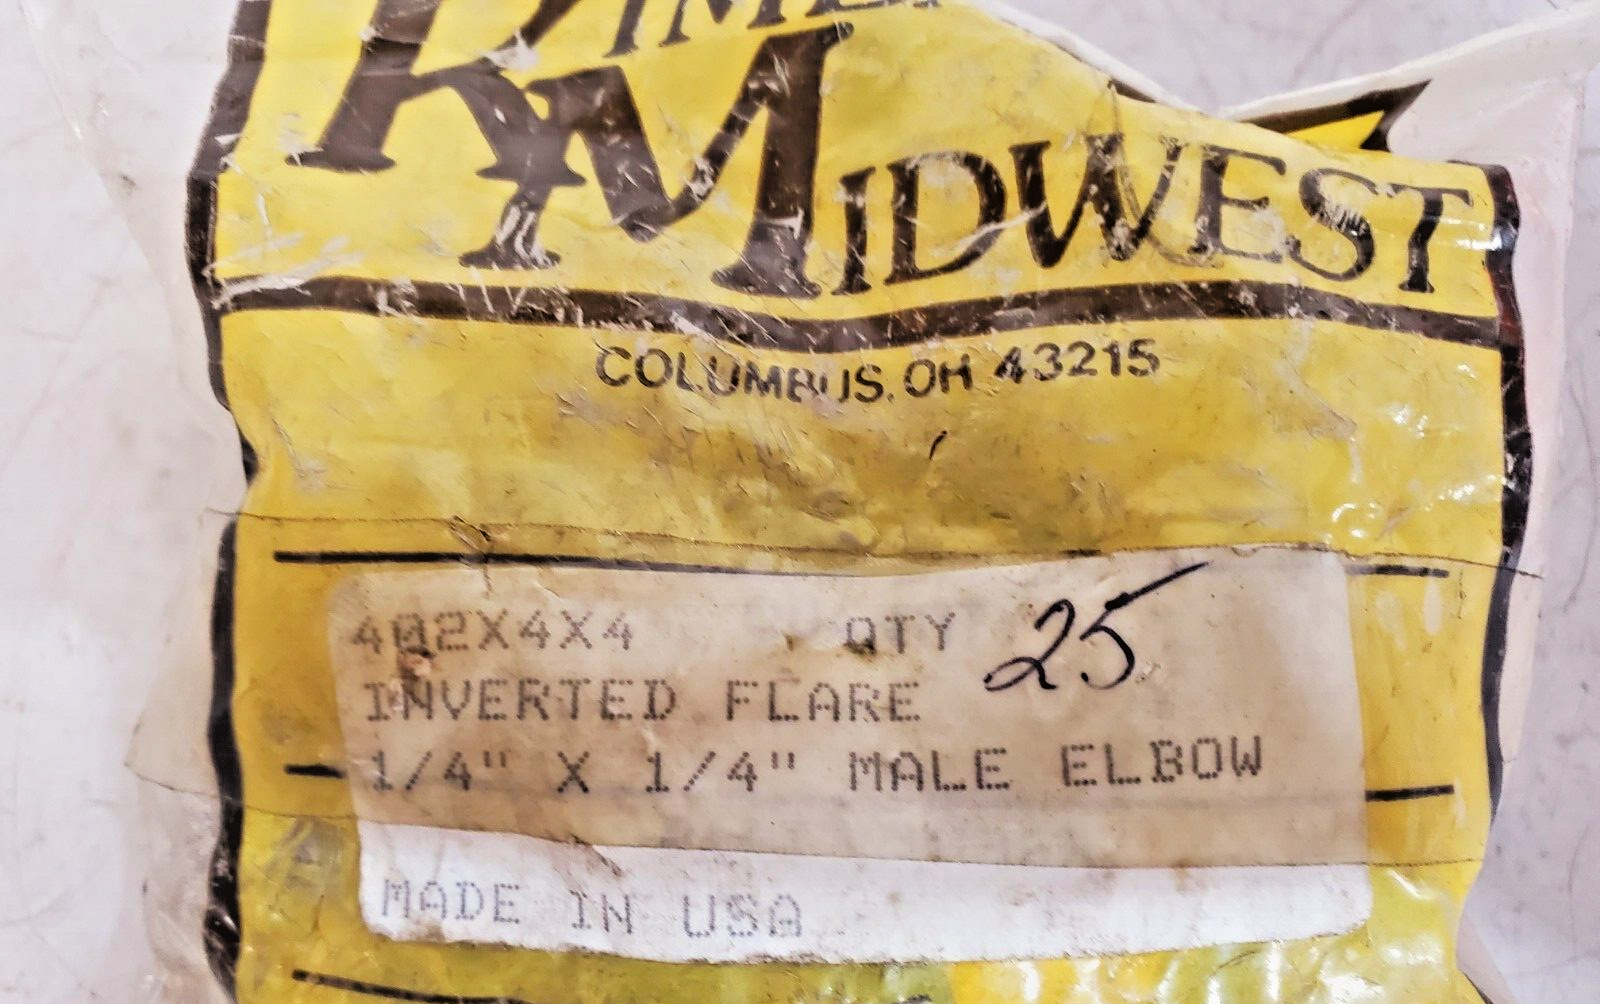 MIDWEST
COLUMBUS, OH 43215
402X4X4 QTY 25
INVERTED FLARE
1/4" X 1/4" MALE ELBOW
MADE IN USA